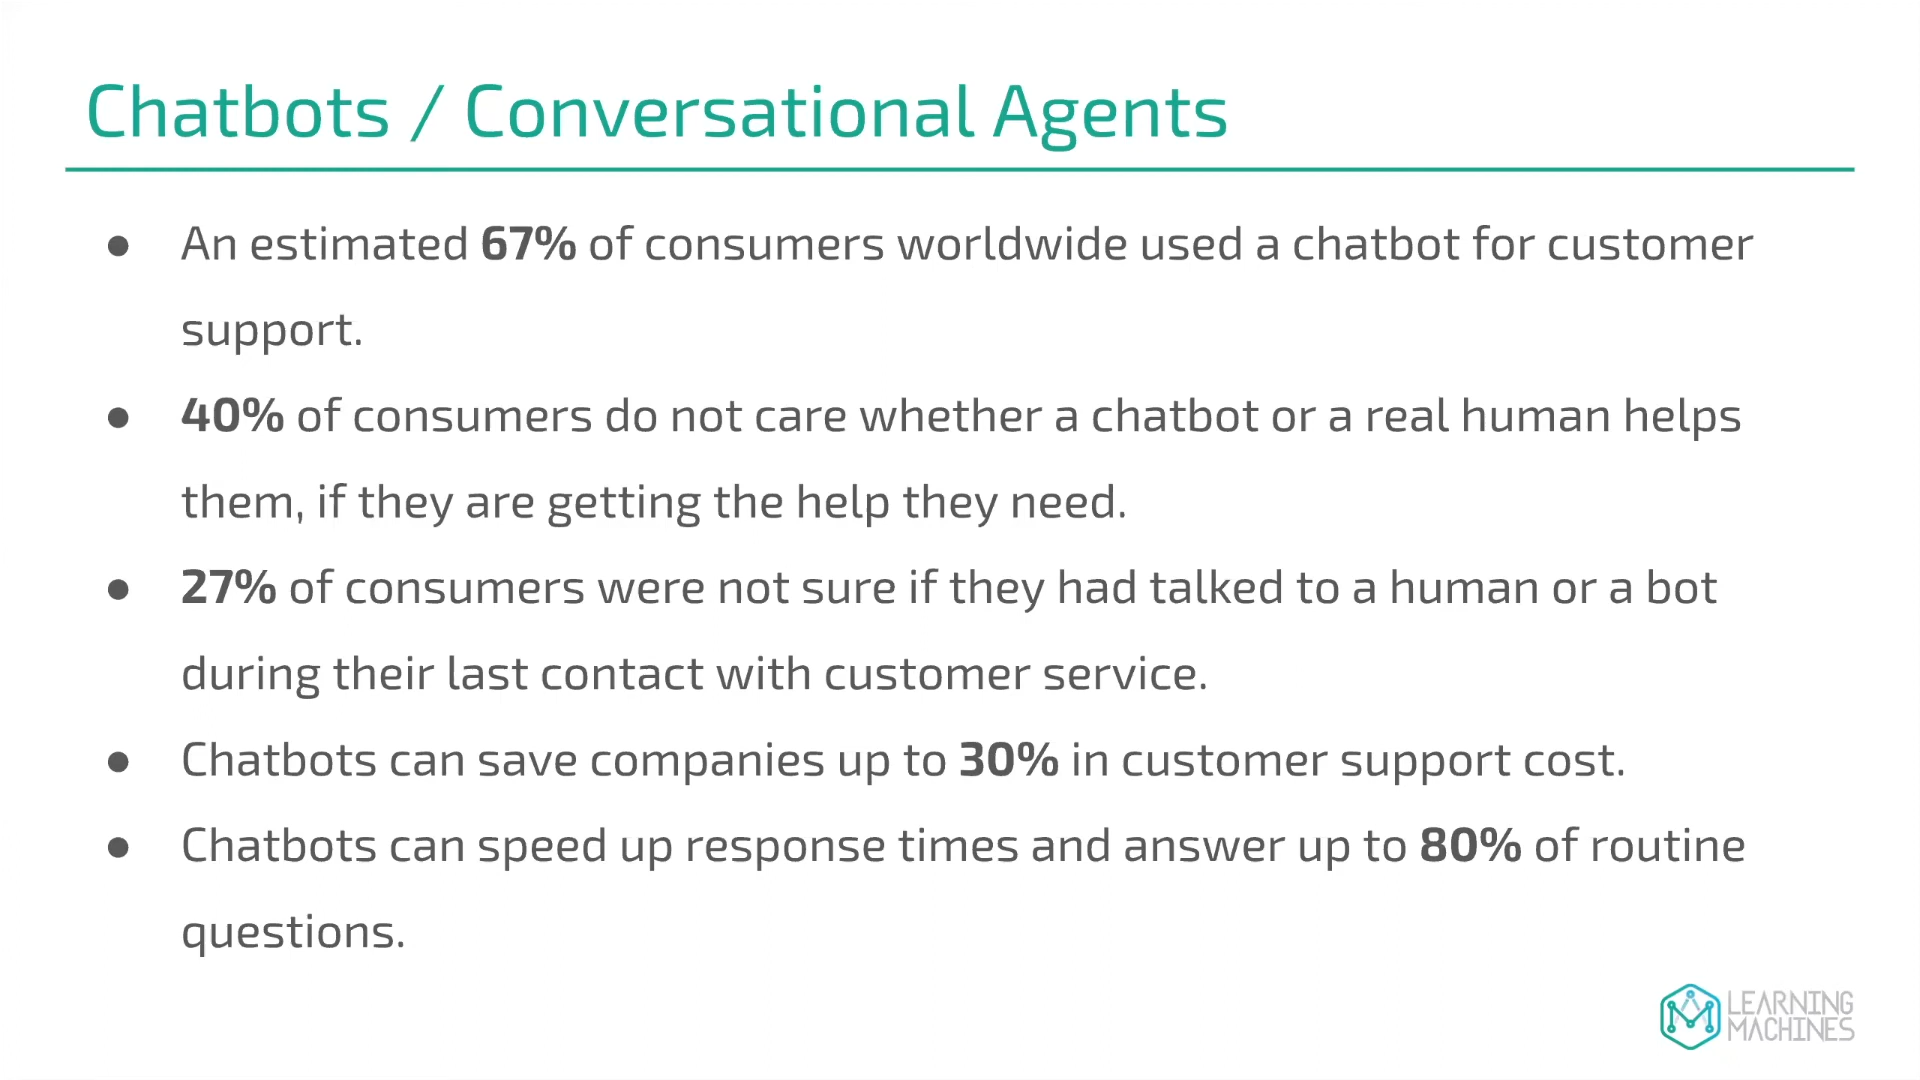 Chatbots / Conversational Agents
● An estimated 67% of consumers worldwide used a chatbot for customer
support.
● 40% of consumers do not care whether a chatbot or a real human helps
them, if they are getting the help they need.
● 27% of consumers were not sure if they had talked to a human or a bot
during their last contact with customer service.
● Chatbots can save companies up to 30% in customer support cost.
● Chatbots can speed up response times and answer up to 80% of routine
questions.
LEARNING
MACHINES